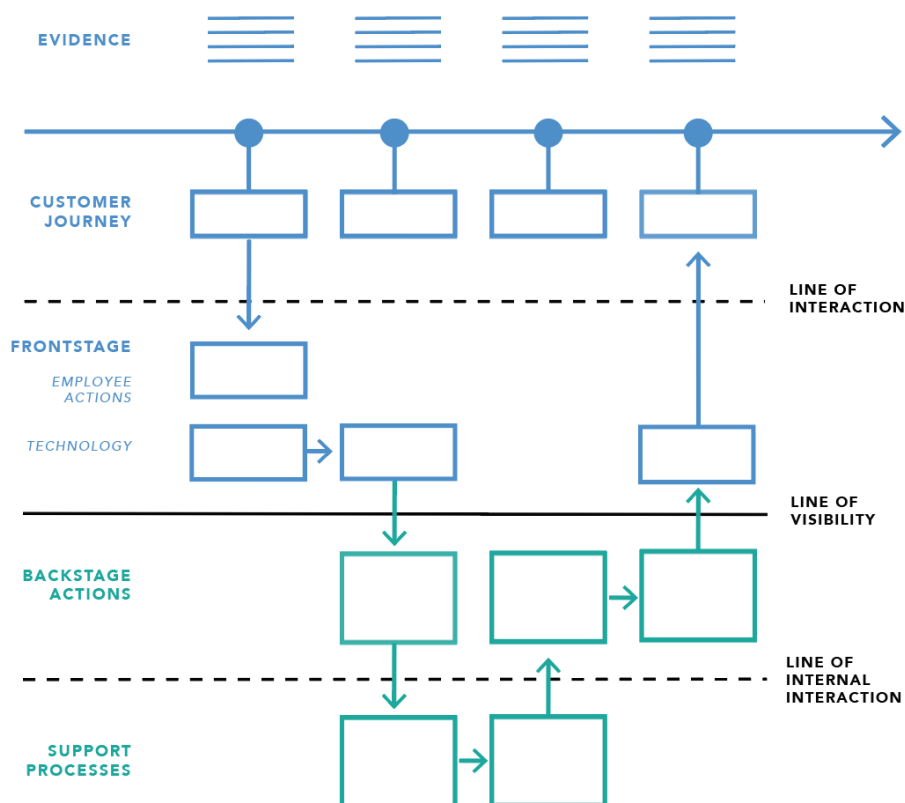 EVIDENCE
CUSTOMER
JOURNEY
LINE OF
INTERACTION
FRONTSTAGE
EMPLOYEE
ACTIONS
TECHNOLOGY
LINE OF
VISIBILITY
BACKSTAGE
ACTIONS
LINE OF
INTERNAL
INTERACTION
SUPPORT
PROCESSES